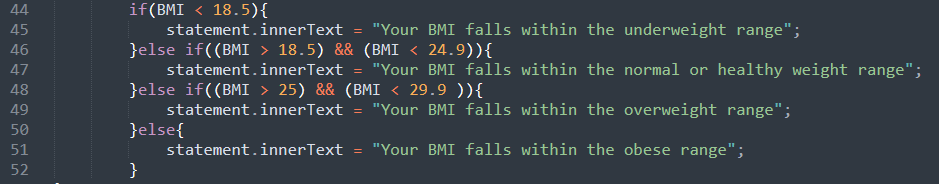 44 if(BMI < 18.5){
45 statement.innerText = "Your BMI falls within the underweight range";
46 }else if((BMI > 18.5) && (BMI < 24.9)){
47 statement.innerText = "Your BMI falls within the normal or healthy weight range";
48 }else if((BMI > 25) && (BMI < 29.9 )){
49 statement.innerText = "Your BMI falls within the overweight range";
50 }else{
51 statement.innerText = "Your BMI falls within the obese range";
52 }